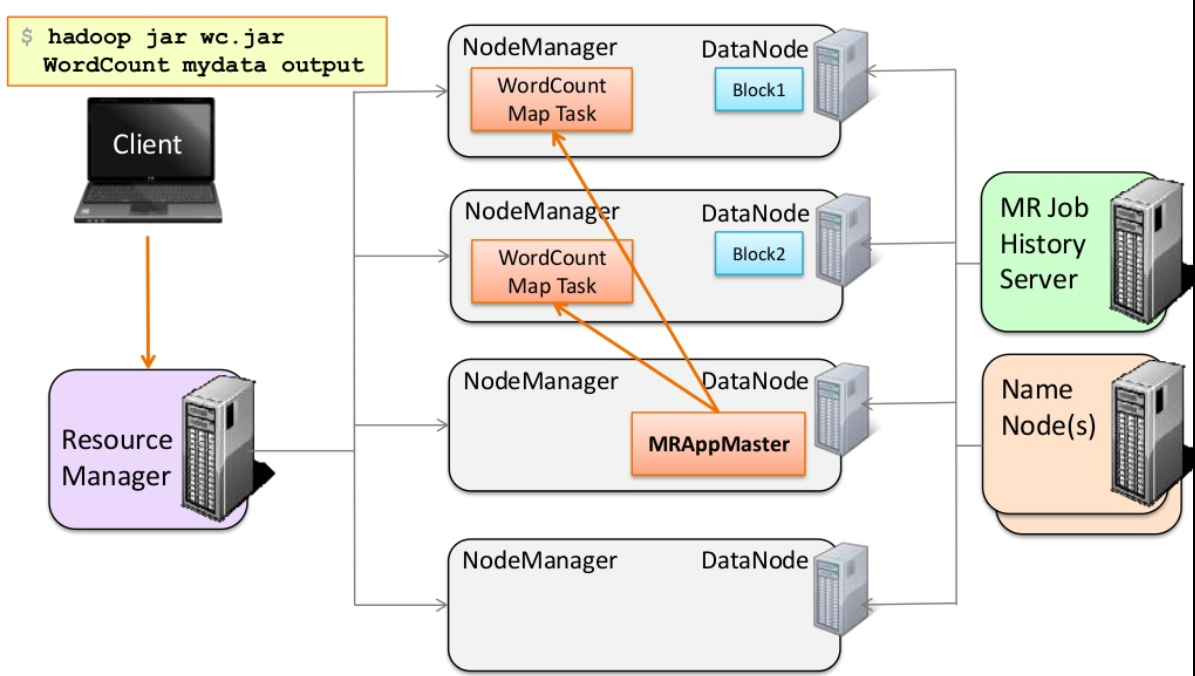 $ hadoop jar wc.jar
WordCount mydata output
Client
Resource
Manager
NodeManager
DataNode
WordCount
Map Task
Block1
NodeManager
DataNode
WordCount
Map Task
Block2
NodeManager
DataNode
MRAppMaster
NodeManager
DataNode
MR Job
History
Server
Name
Node(s)